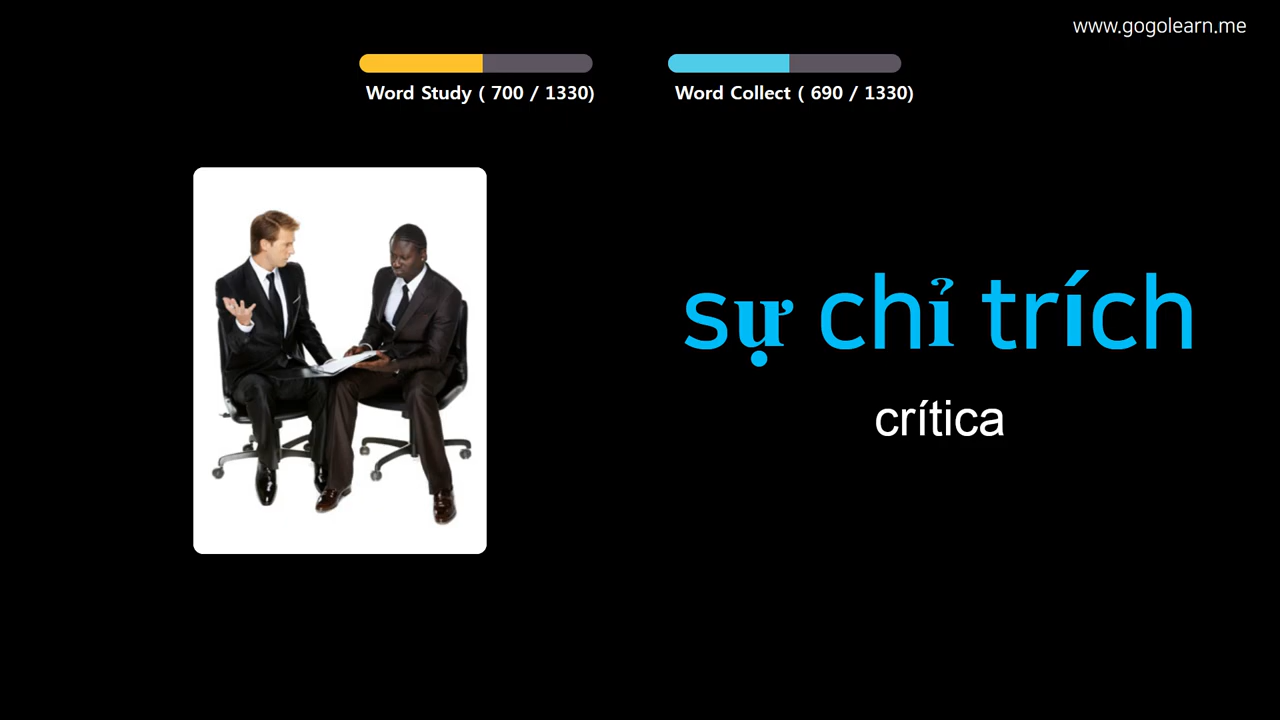 www.gogolearn.me
Word Study ( 700 / 1330)
Word Collect ( 690 / 1330)
sự chỉ trích
crítica